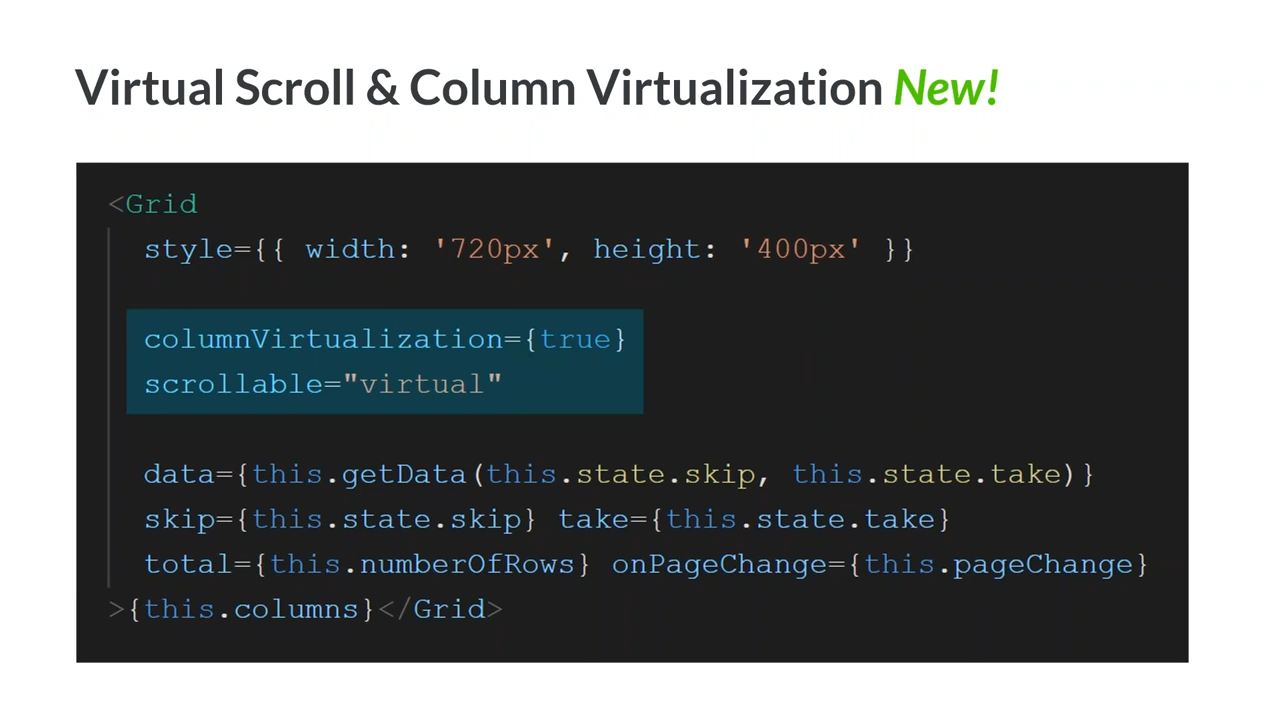 Virtual Scroll & Column Virtualization New!
<Grid
style={{ width: '720px', height: '400px' }}
columnVirtualization={true}
scrollable="virtual"
data={this.getData(this.state.skip, this.state.take)}
skip={this.state.skip} take={this.state.take}
total={this.numberOfRows} onPageChange={this.pageChange}
>{this.columns}</Grid>